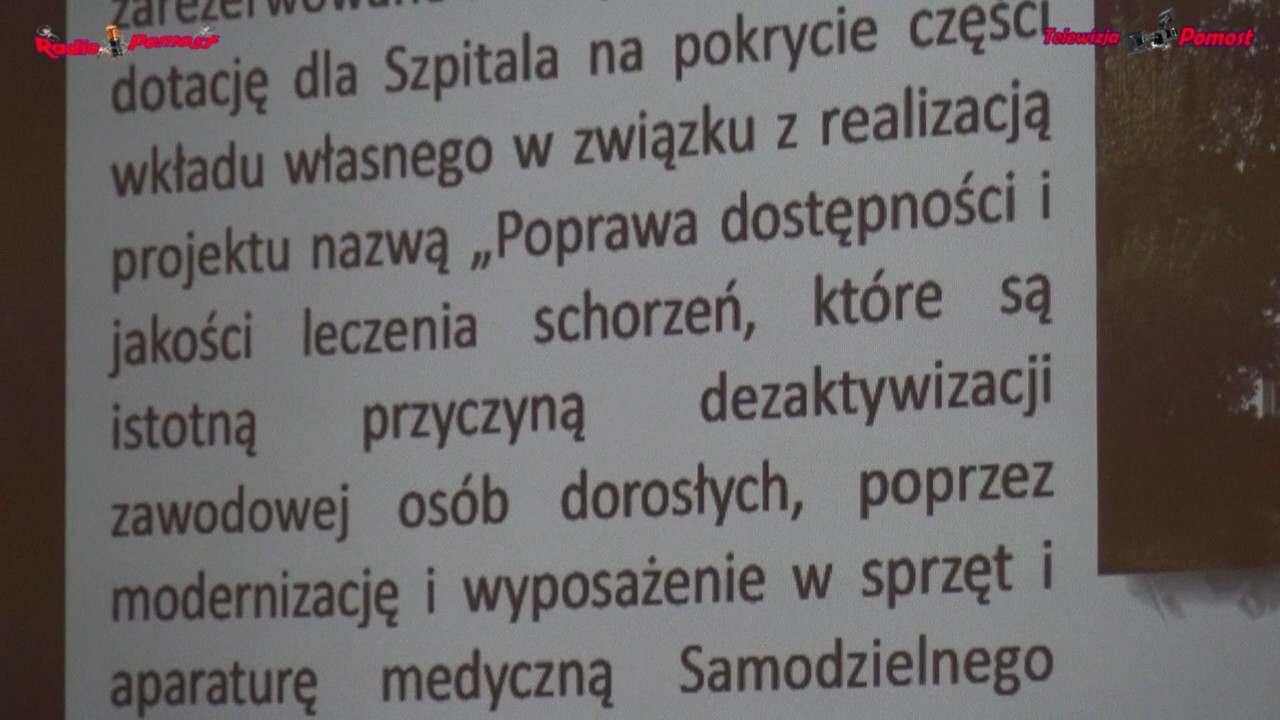 zarezerwowano
Radio Pomost
Telewizja Pomost
dotację dla Szpitala na pokrycie części
wkładu własnego w związku z realizacją
projektu nazwą „Poprawa dostępności i
jakości leczenia schorzeń, które są
istotną przyczyną dezaktywizacji
zawodowej osób dorosłych, poprzez
modernizację i wyposażenie w sprzęt i
aparaturę medyczną Samodzielnego